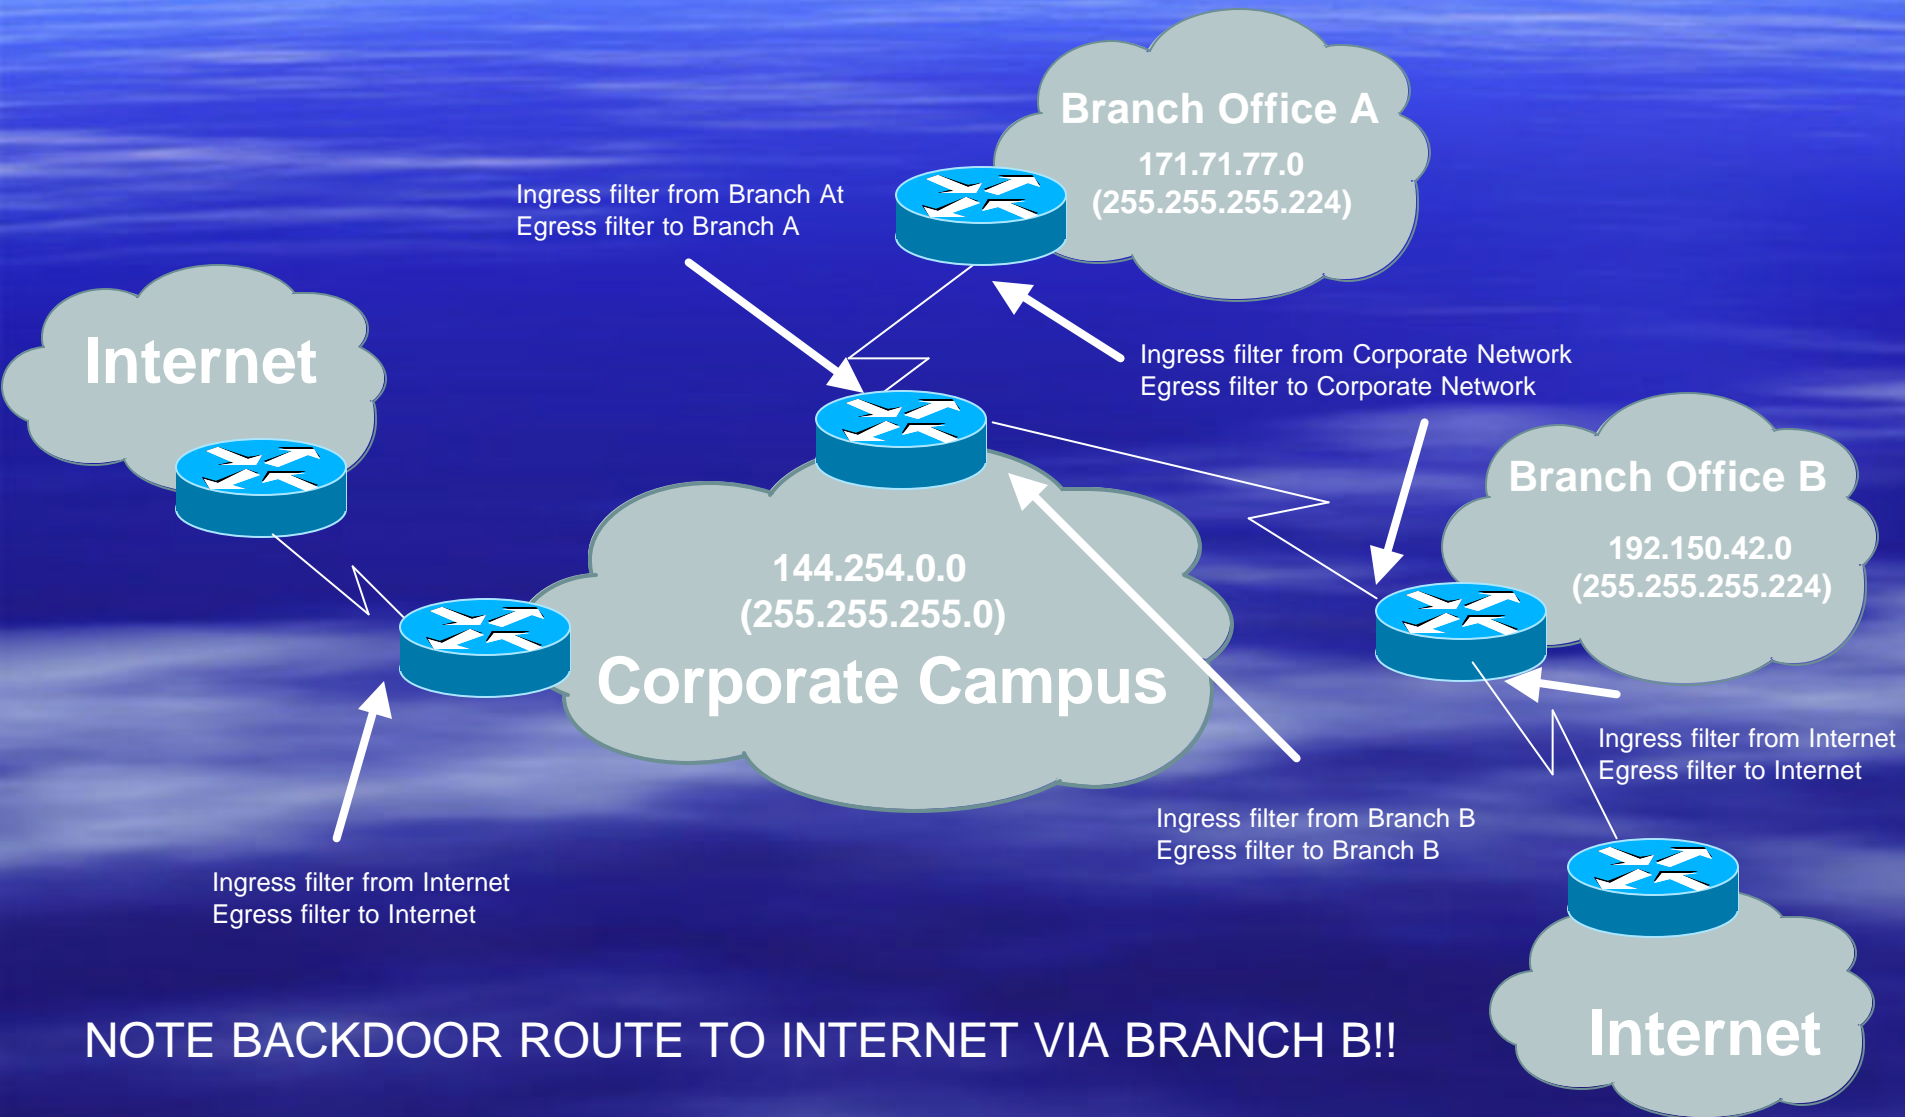 Branch Office A
171.71.77.0
(255.255.255.224)
Ingress filter from Branch At
Egress filter to Branch A
Internet
Ingress filter from Corporate Network
Egress filter to Corporate Network
Branch Office B
192.150.42.0
(255.255.255.224)
144.254.0.0
(255.255.255.0)
Corporate Campus
Ingress filter from Internet
Egress filter to Internet
Ingress filter from Branch B
Egress filter to Branch B
Ingress filter from Internet
Egress filter to Internet
Internet
NOTE BACKDOOR ROUTE TO INTERNET VIA BRANCH B!!